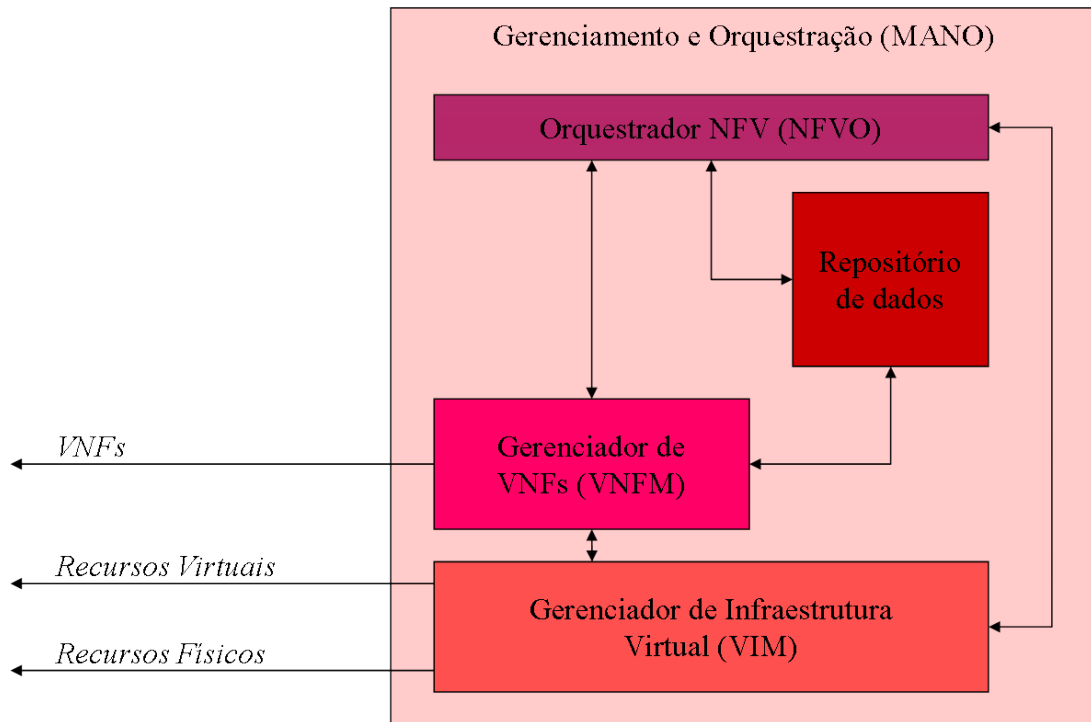 Gerenciamento e Orquestração (MANO)
Orquestrador NFV (NFVO)
Repositório
de dados
VNFs
Gerenciador de
VNFs (VNFM)
Recursos Virtuais
Gerenciador de Infraestrutura
Virtual (VIM)
Recursos Físicos